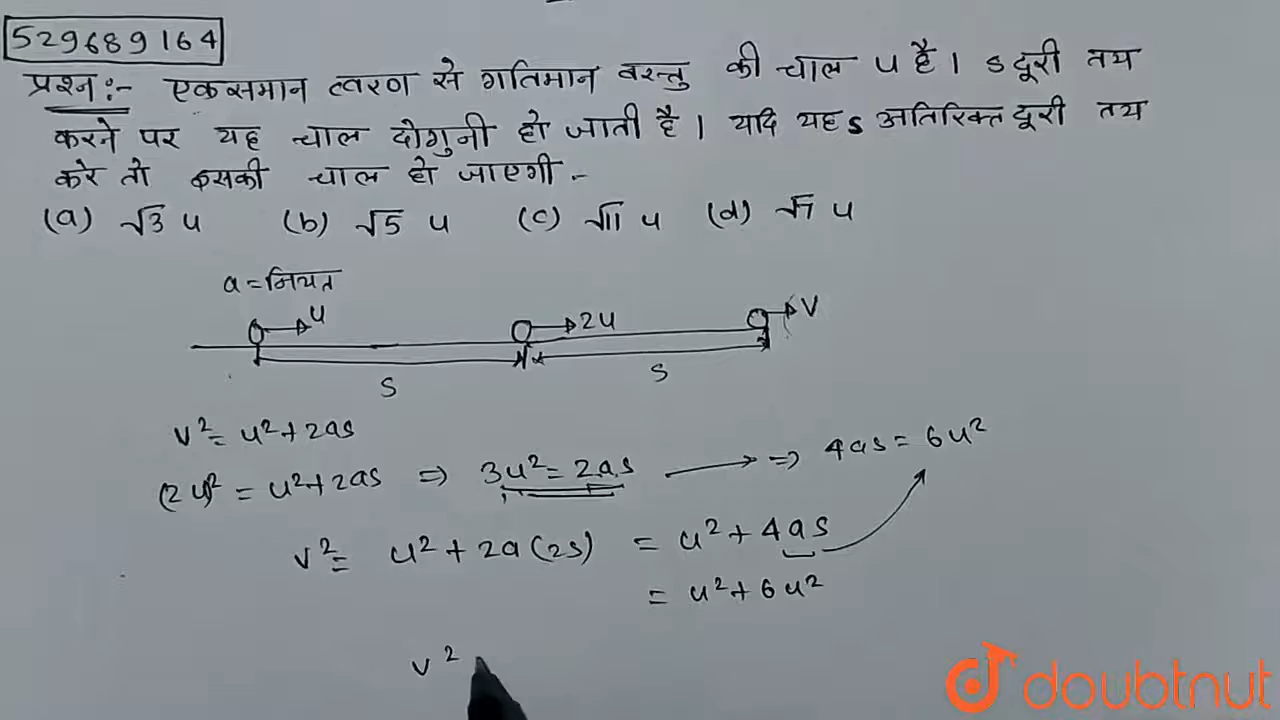 529689164
प्रश्न :- एकसमान त्वरण से गतिमान वस्तु की चाल u है। s दूरी तय
करने पर यह चाल दोगुनी हो जाती है। यदि यह s अतिरिक्त दूरी तय
करे तो इसकी चाल हो जाएगी -
(a) √3 u (b) √5 u (c) √11 u (d) √7 u
a = नियत
u 2u v
s s
v² = u² + 2as
(2u)² = u² + 2as ⇒ 3u² = 2as ⟶ ⇒ 4as = 6u²
v² = u² + 2a(2s) = u² + 4as
= u² + 6u²
v²
doubtnut